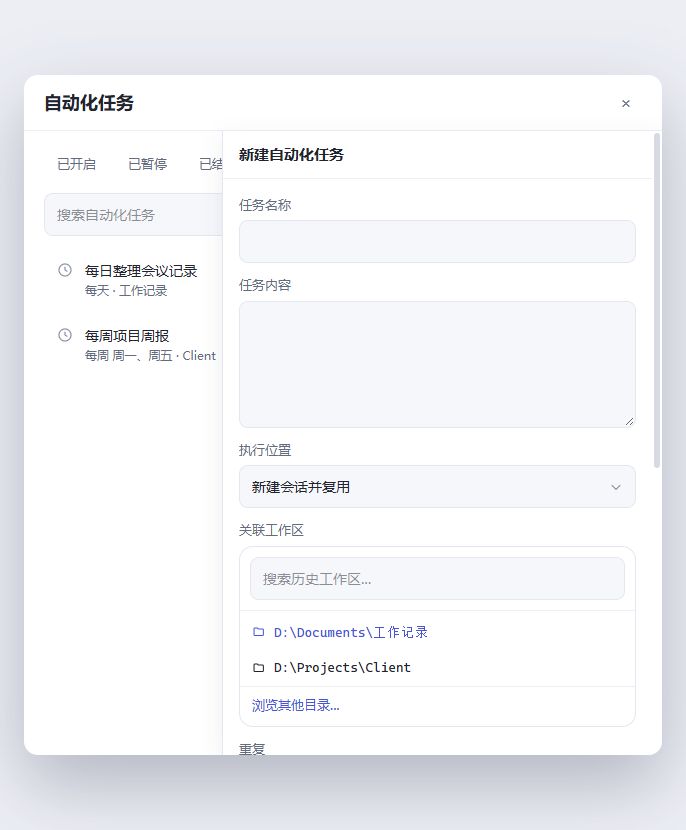 自动化任务
×
已开启 已暂停 已结
搜索自动化任务
每日整理会议记录
每天 · 工作记录
每周项目周报
每周 周一、周五 · Client
新建自动化任务
任务名称
任务内容
执行位置
新建会话并复用
关联工作区
搜索历史工作区...
D:\Documents\工作记录
D:\Projects\Client
浏览其他目录...
重复